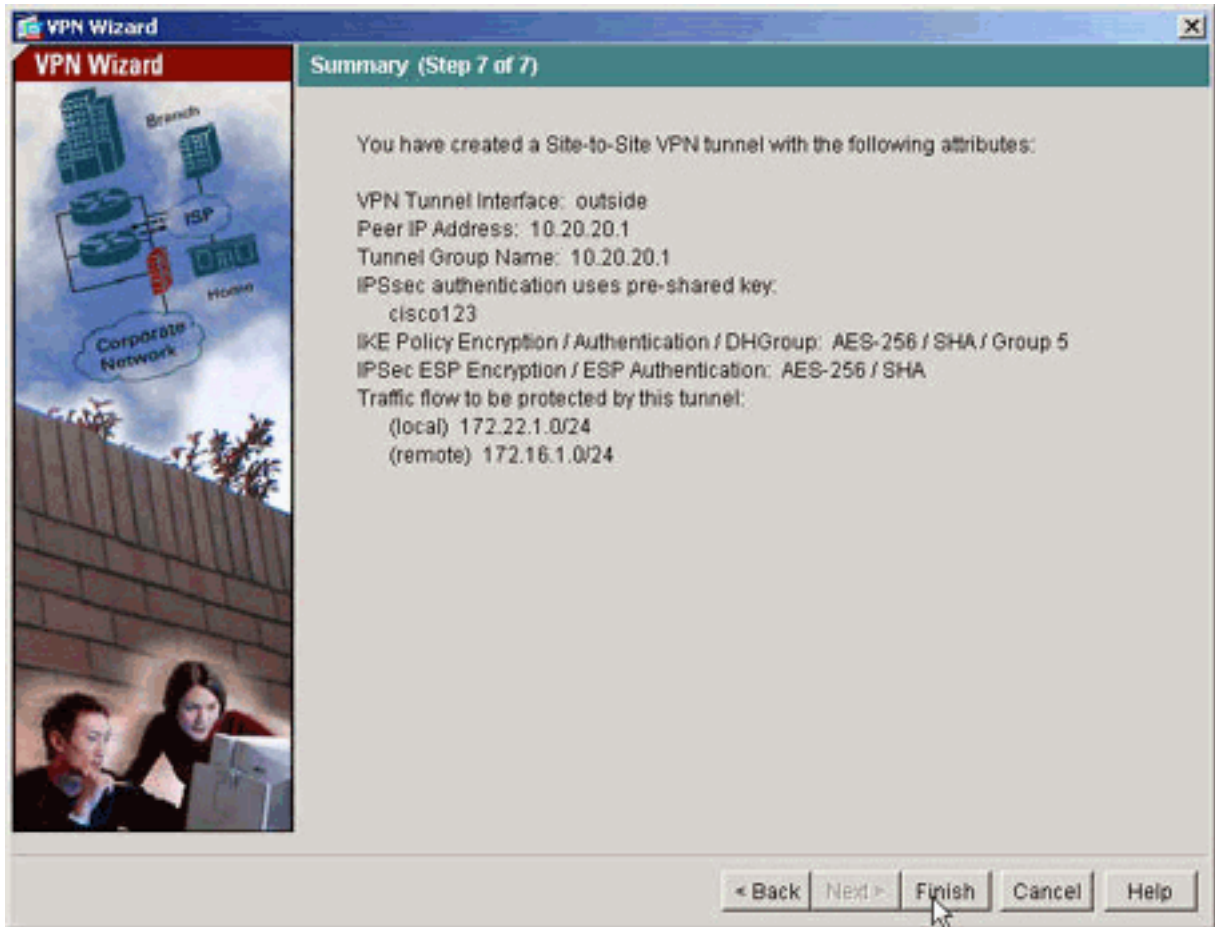 VPN Wizard
VPN Wizard
Summary (Step 7 of 7)
Branch
ISP
Home
Corporate
Network
You have created a Site-to-Site VPN tunnel with the following attributes:
VPN Tunnel Interface: outside
Peer IP Address: 10.20.20.1
Tunnel Group Name: 10.20.20.1
IPSsec authentication uses pre-shared key:
cisco123
IKE Policy Encryption / Authentication / DHGroup: AES-256 / SHA / Group 5
IPSec ESP Encryption / ESP Authentication: AES-256 / SHA
Traffic flow to be protected by this tunnel:
(local) 172.22.1.0/24
(remote) 172.16.1.0/24
< Back Next > Finish Cancel Help